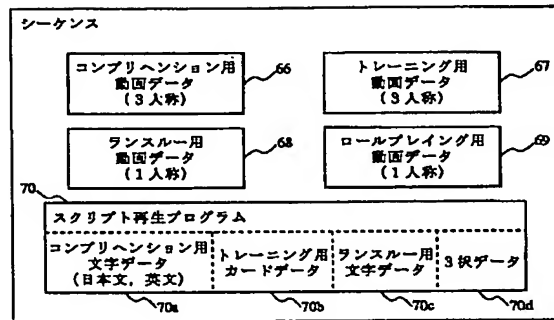 シーケンス
コンプリヘンション用
動画データ
(3人称)
66
トレーニング用
動画データ
(3人称)
67
ランスルー用
動画データ
(1人称)
68
ロールプレイング用
動画データ
(1人称)
69
70
スクリプト再生プログラム
コンプリヘンション用
文字データ
(日本文,英文)
トレーニング用
カードデータ
ランスルー用
文字データ
3択データ
70a
70b
70c
70d